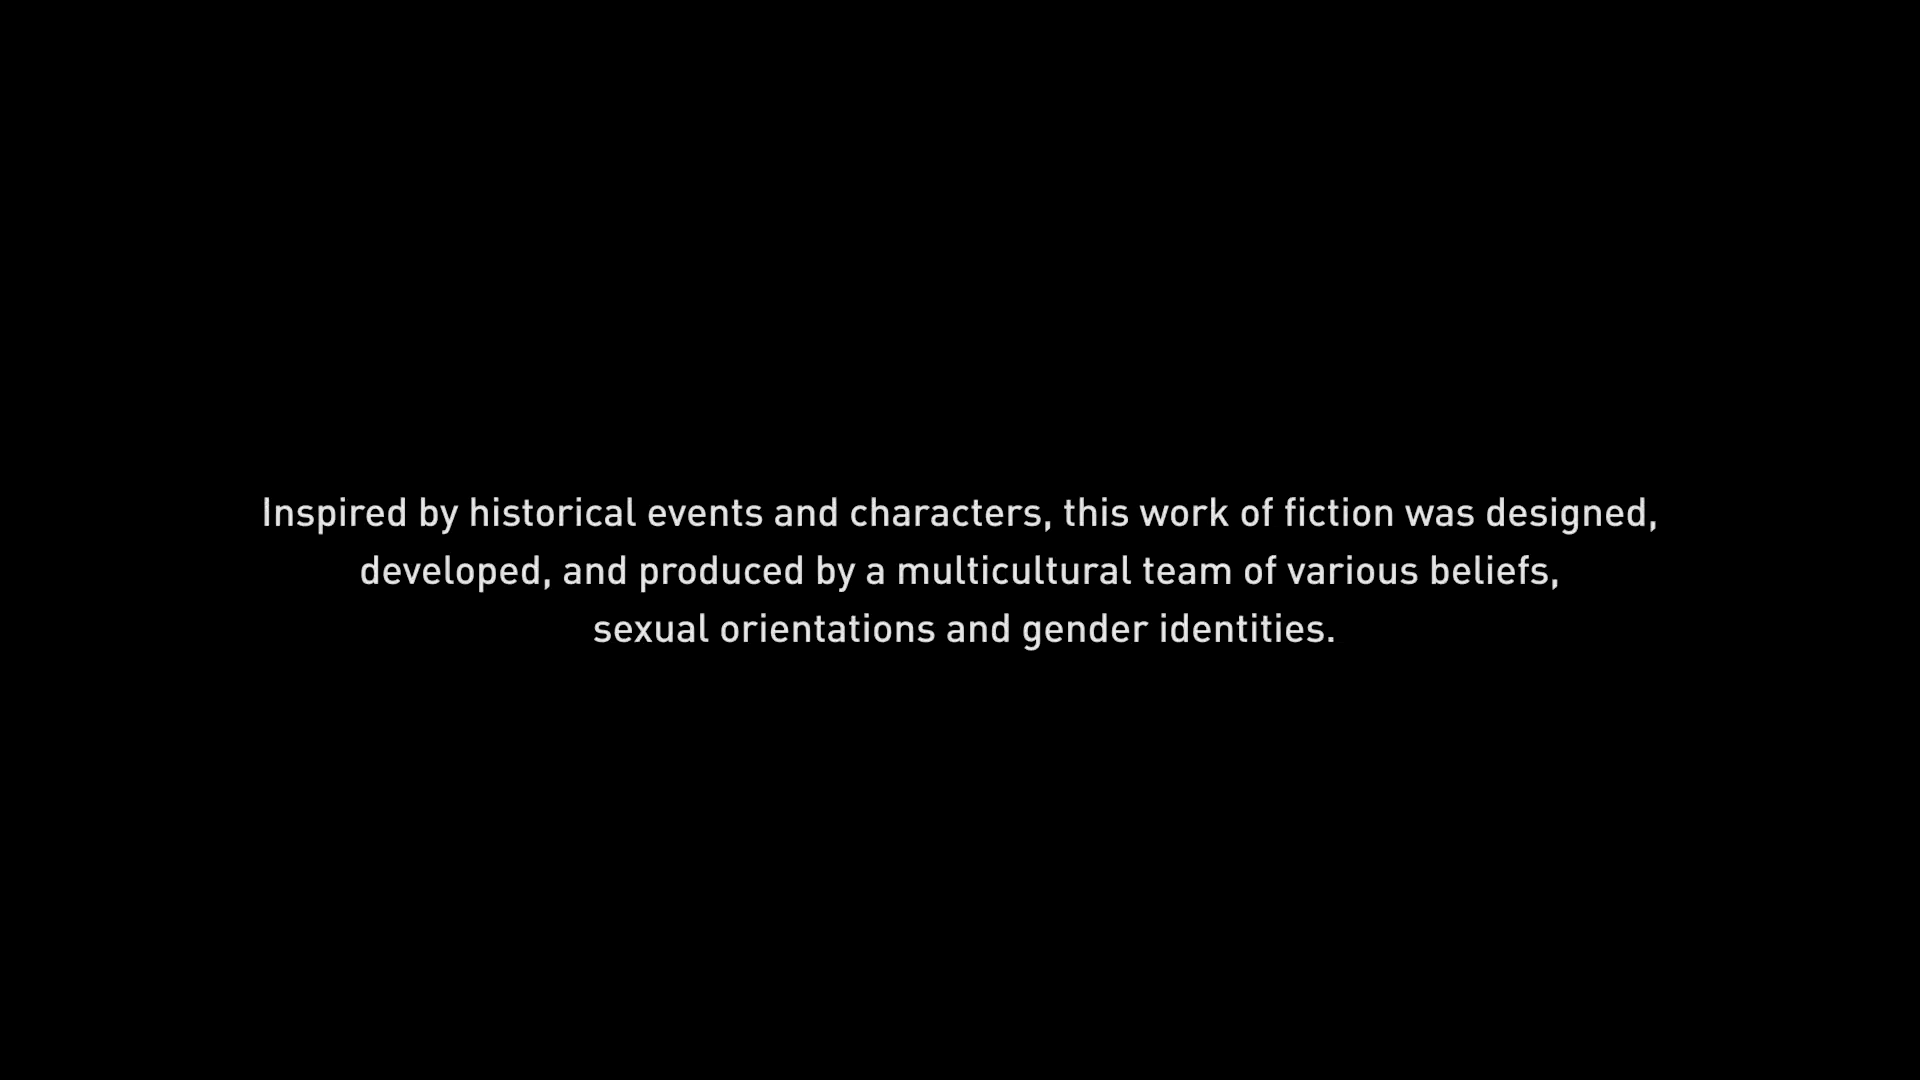 Inspired by historical events and characters, this work of fiction was designed,
developed, and produced by a multicultural team of various beliefs,
sexual orientations and gender identities.